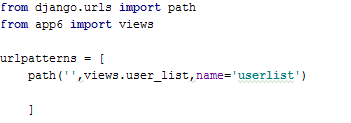 from django.urls import path
from app6 import views
urlpatterns = [
    path('',views.user_list,name='userlist')
    ]